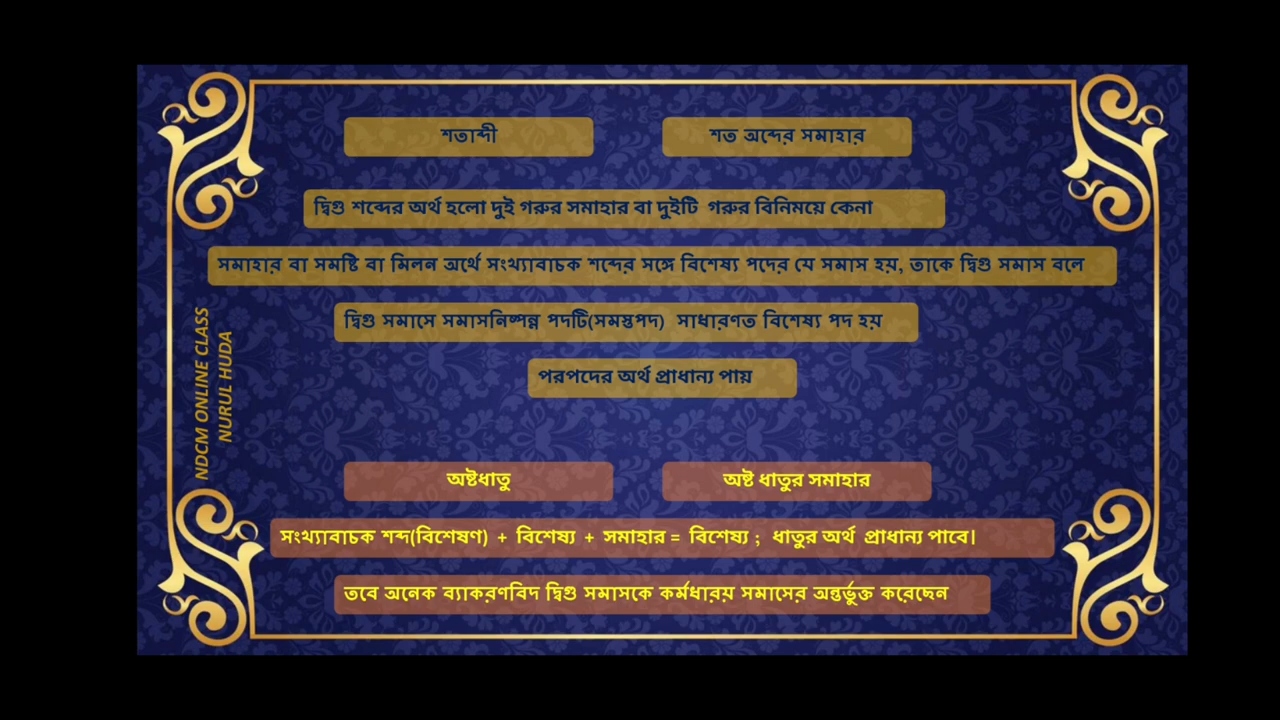 শতাব্দী
শত অব্দের সমাহার
দ্বিগু শব্দের অর্থ হলো দুই গরুর সমাহার বা দুইটি গরুর বিনিময়ে কেনা
সমাহার বা সমষ্টি বা মিলন অর্থে সংখ্যাবাচক শব্দের সঙ্গে বিশেষ্য পদের যে সমাস হয়, তাকে দ্বিগু সমাস বলে
দ্বিগু সমাসে সমাসনিষ্পন্ন পদটি(সমস্তপদ) সাধারণত বিশেষ্য পদ হয়
পরপদের অর্থ প্রাধান্য পায়
NDCM ONLINE CLASS
NURUL HUDA
অষ্টধাতু
অষ্ট ধাতুর সমাহার
সংখ্যাবাচক শব্দ(বিশেষণ) + বিশেষ্য + সমাহার = বিশেষ্য ; ধাতুর অর্থ প্রাধান্য পাবে।
তবে অনেক ব্যাকরণবিদ দ্বিগু সমাসকে কর্মধারয় সমাসের অন্তর্ভুক্ত করেছেন